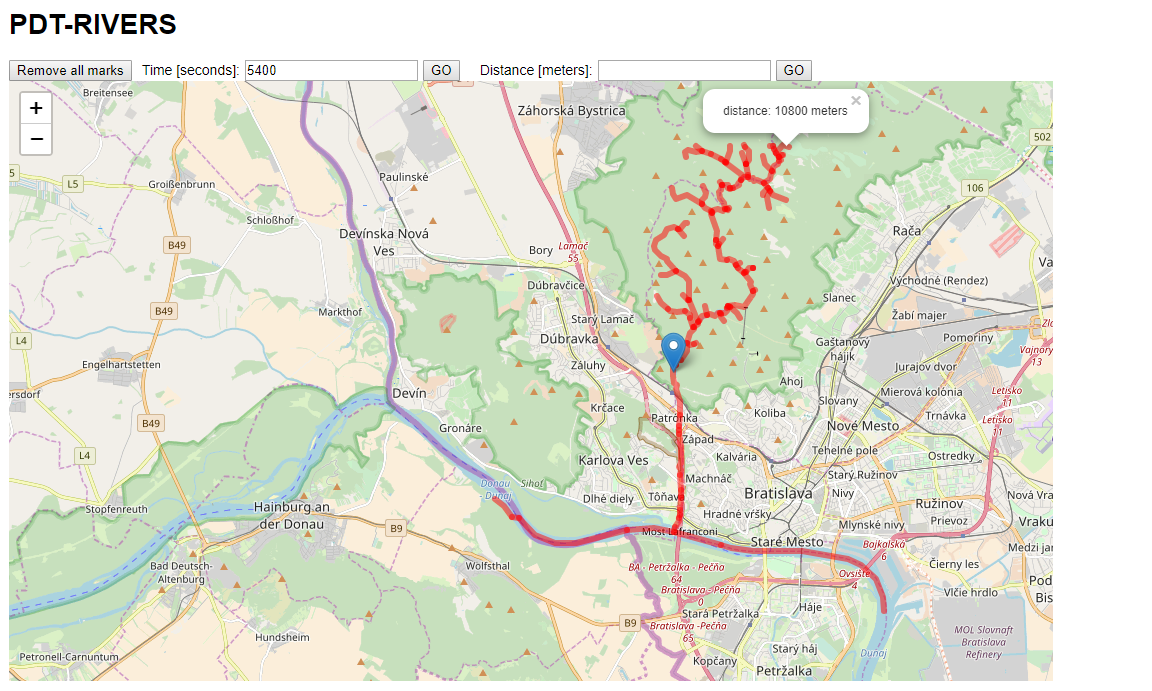 PDT-RIVERS
Remove all marks Time [seconds]: 5400 GO Distance [meters]: GO
Breitensee
Záhorská Bystrica
distance: 10800 meters ×
+
−
502
5
L5
Groißenbrunn
Paulinské
106
Schloßhof
Devínska Nová
Ves
B49
Bory
Lamač
55
Rača
Va
Východné (Rendez)
Dúbravčice
Slanec
B49
Markthof
Starý Lamač
Žabí majer
Dúbravka
L4
Gaštanový
hájik
Pomoriny
Vajnory
13
Engelhartstetten
Záluhy
Jurajov dvor
Ahoj
Mierová kolónia
Letisko
11
ersdorf
Devín
Krčace
Slovany
Koliba
Trnávka
Letisko
11
B49
Patrónka
Nové Mesto
Gronáre
Západ
Tehelné pole
L4
Kalvária
Ostredky
Karlova Ves
Machnáč
Starý Ružinov
Donau
- Dunaj
Sihoť
Dlhé diely
Bratislava
Nivy
Nová Vra
Stopfenreuth
Hainburg an
der Donau
Ružinov
Hradné vŕšky
Prievoz
Vraku
B9
Most Lafranconi
Mlynské nivy
Staré Mesto
Bajkalská
6
Medzi jar
Bad Deutsch-
Altenburg
Wolfsthal
BA - Petržalka - Pečňa
64
Ovsište
4
Čierny les
Pod
Bis
Bratislava - Pečňa
0
Vlčie hrdlo
Háje
B9
Stará Petržalka
Bratislava -Pečňa
65
Hundsheim
MOL Slovnaft
Bratislava
Refinery
Starý háj
Dunaj
Petronell-Carnuntum
Kopčany
Petržalka